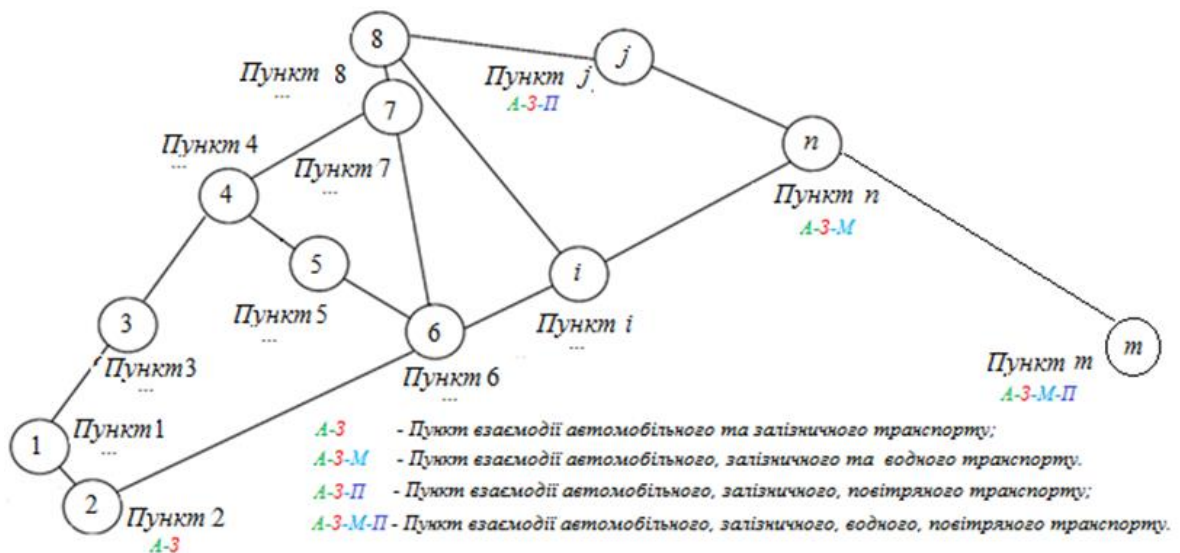 8
j
Пункт 8
...
Пункт j
А-З-П
7
n
Пункт 4
...
Пункт 7
...
Пункт n
А-З-М
4
5
i
Пункт 5
...
Пункт i
...
3
6
m
Пункт 3
...
Пункт 6
...
Пункт m
А-З-М-П
1
Пункт 1
...
2
Пункт 2
А-З
А-З - Пункт взаємодії автомобільного та залізничного транспорту;
А-З-М - Пункт взаємодії автомобільного, залізничного та водного транспорту.
А-З-П - Пункт взаємодії автомобільного, залізничного, повітряного транспорту;
А-З-М-П - Пункт взаємодії автомобільного, залізничного, водного, повітряного транспорту.